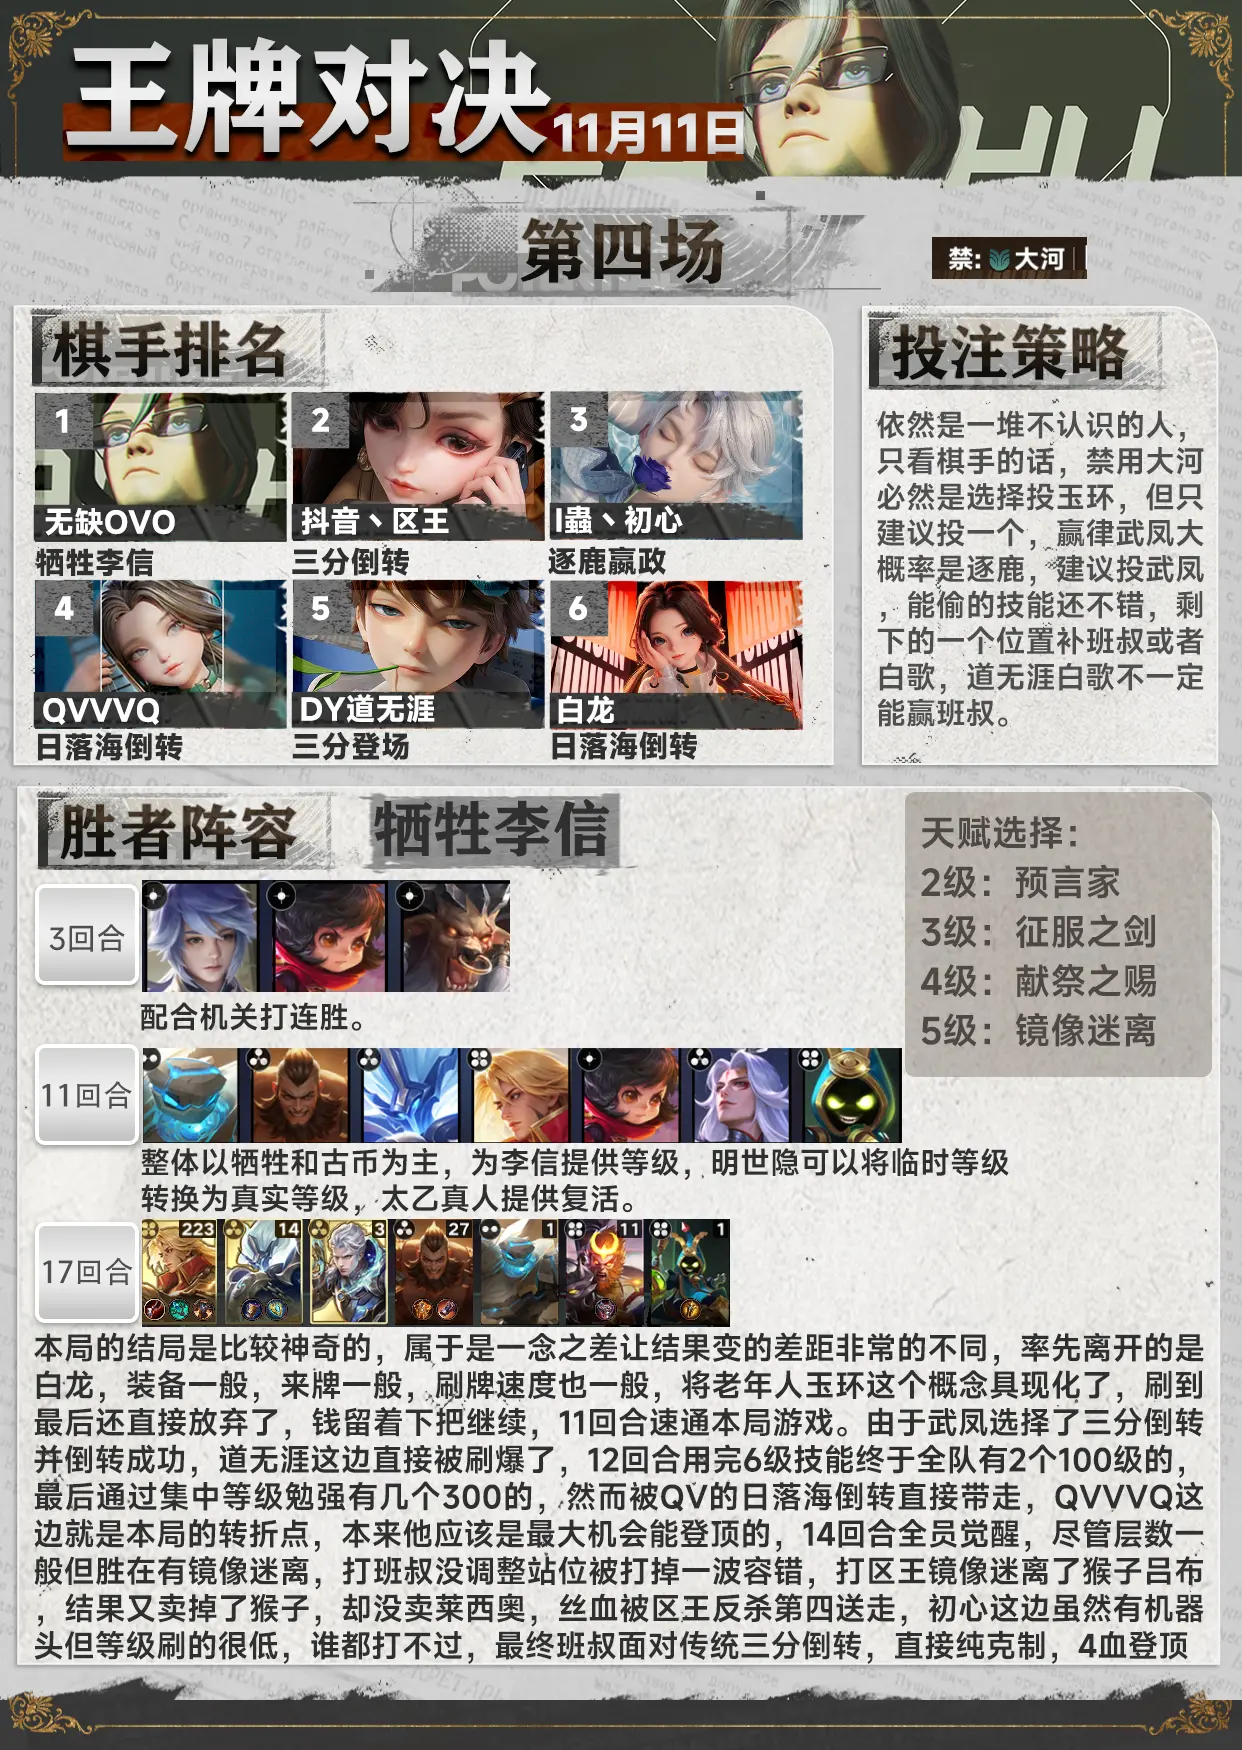 王牌对决
11月11日
第四场
禁:大河
棋手排名
1
无缺OVO
牺牲李信
2
抖音丶区王
三分倒转
3
I蟲丶初心
逐鹿嬴政
4
QVVVQ
日落海倒转
5
DY道无涯
三分登场
6
白龙
日落海倒转
投注策略
依然是一堆不认识的人，
只看棋手的话，禁用大河
必然是选择投玉环，但只
建议投一个，赢律武凤大
概率是逐鹿，建议投武凤
，能偷的技能还不错，剩
下的一个位置补班叔或者
白歌，道无涯白歌不一定
能赢班叔。
胜者阵容
牺牲李信
天赋选择：
2级：预言家
3级：征服之剑
4级：献祭之赐
5级：镜像迷离
3回合
配合机关打连胜。
11回合
整体以牺牲和古币为主，为李信提供等级，明世隐可以将临时等级
转换为真实等级，太乙真人提供复活。
17回合
223
14
3
27
1
11
1
本局的结局是比较神奇的，属于是一念之差让结果变的差距非常的不同，率先离开的是
白龙，装备一般，来牌一般，刷牌速度也一般，将老年人玉环这个概念具现化了，刷到
最后还直接放弃了，钱留着下把继续，11回合速通本局游戏。由于武凤选择了三分倒转
并倒转成功，道无涯这边直接被刷爆了，12回合用完6级技能终于全队有2个100级的，
最后通过集中等级勉强有几个300的，然而被QV的日落海倒转直接带走，QVVVQ这
边就是本局的转折点，本来他应该是最大机会能登顶的，14回合全员觉醒，尽管层数一
般但胜在有镜像迷离，打班叔没调整站位被打掉一波容错，打区王镜像迷离了猴子吕布
，结果又卖掉了猴子，却没卖莱西奥，丝血被区王反杀第四送走，初心这边虽然有机器
头但等级刷的很低，谁都打不过，最终班叔面对传统三分倒转，直接纯克制，4血登顶